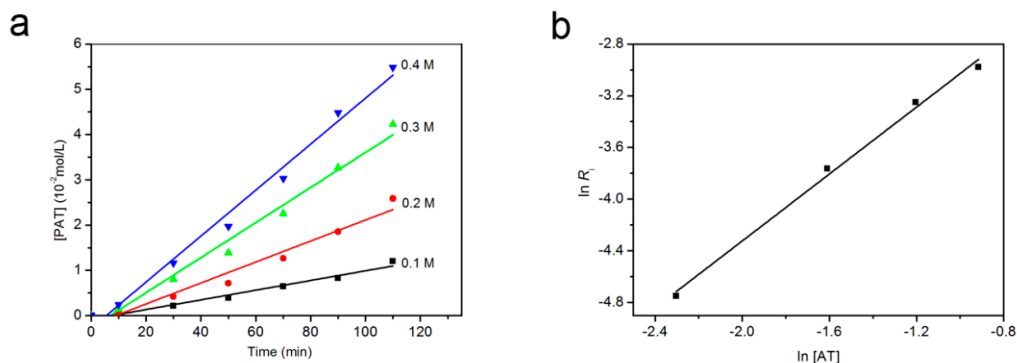 a
6
5
4
3
2
1
0
[PAT] (10⁻²mol/L)
0.4 M
0.3 M
0.2 M
0.1 M
0 20 40 60 80 100 120
Time (min)
b
-2.8
-3.2
-3.6
-4.0
-4.4
-4.8
ln Rᵢ
-2.4 -2.0 -1.6 -1.2 -0.8
ln [AT]